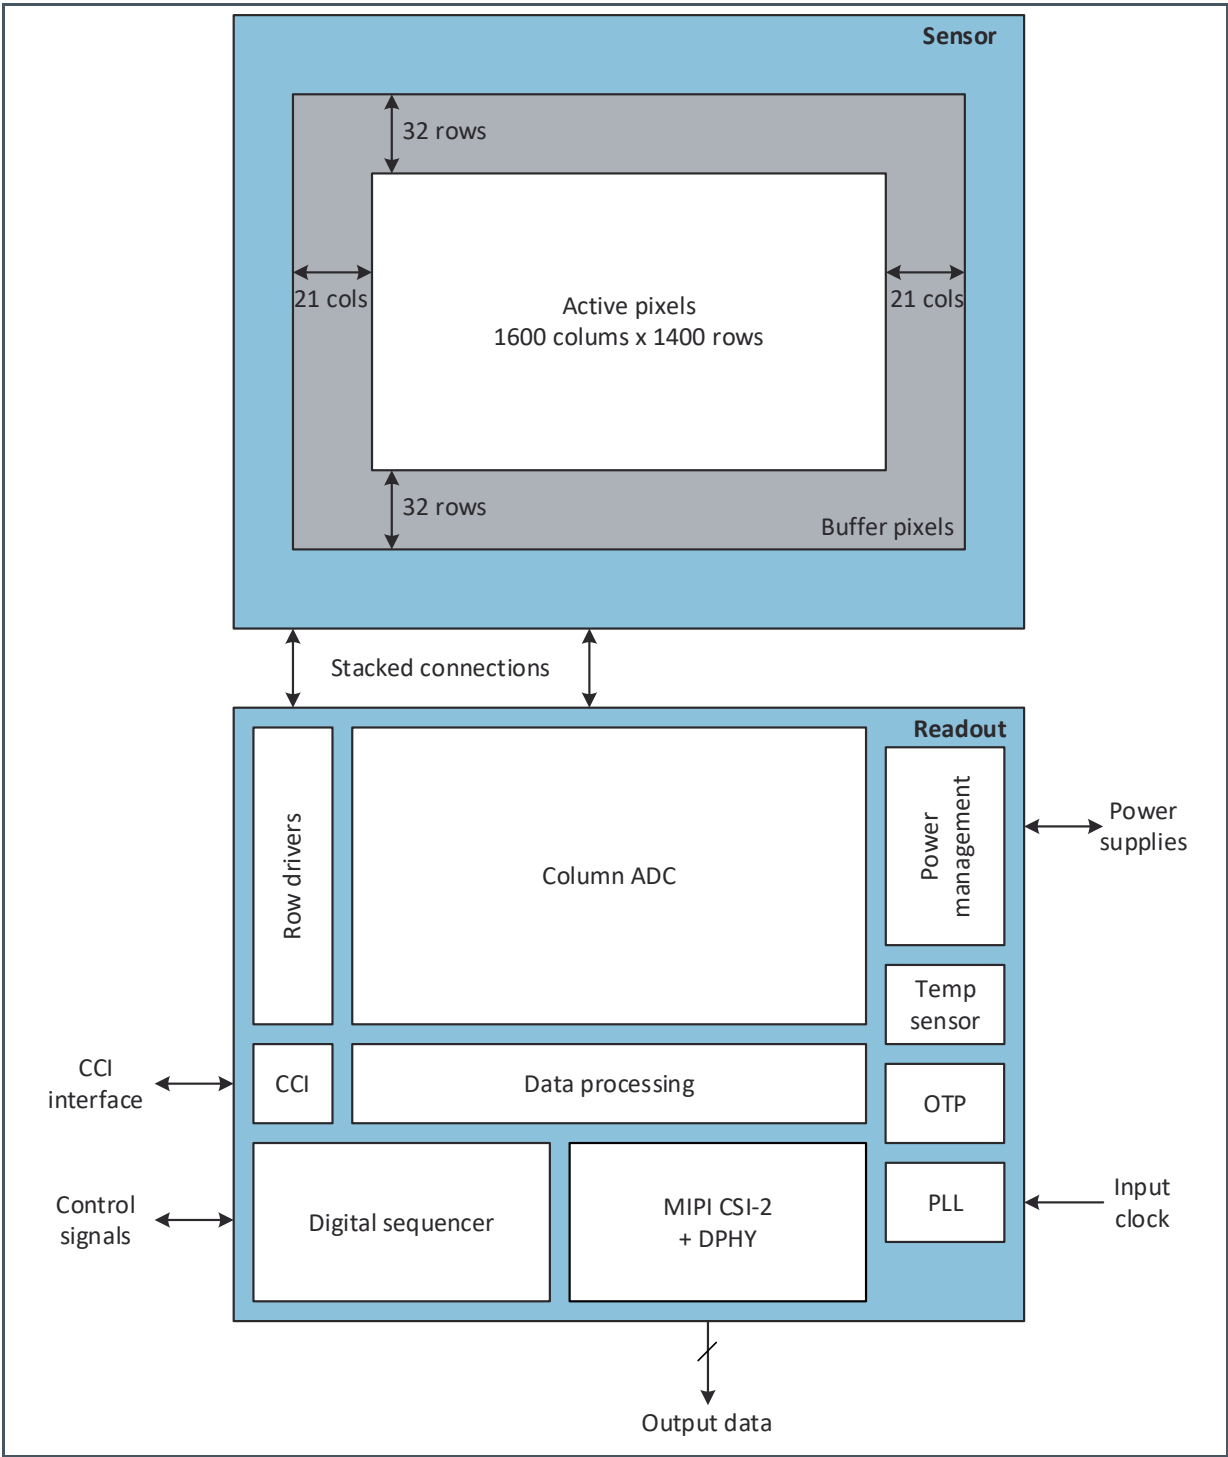 Sensor
32 rows
21 cols
21 cols
Active pixels
1600 colums x 1400 rows
32 rows
Buffer pixels
Stacked connections
Readout
Row drivers
Column ADC
Power
management
Power
supplies
Temp
sensor
CCI
interface
CCI
Data processing
OTP
Control
signals
Digital sequencer
MIPI CSI-2
+ DPHY
PLL
Input
clock
Output data